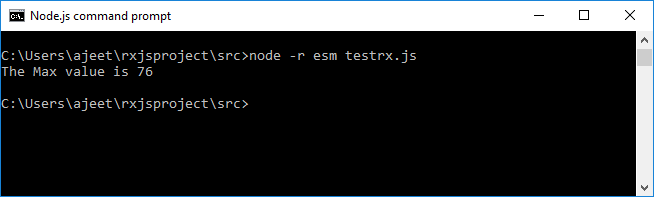 Node.js command prompt
C:\Users\ajeet\rxjsproject\src>node -r esm testrx.js
The Max value is 76
C:\Users\ajeet\rxjsproject\src>